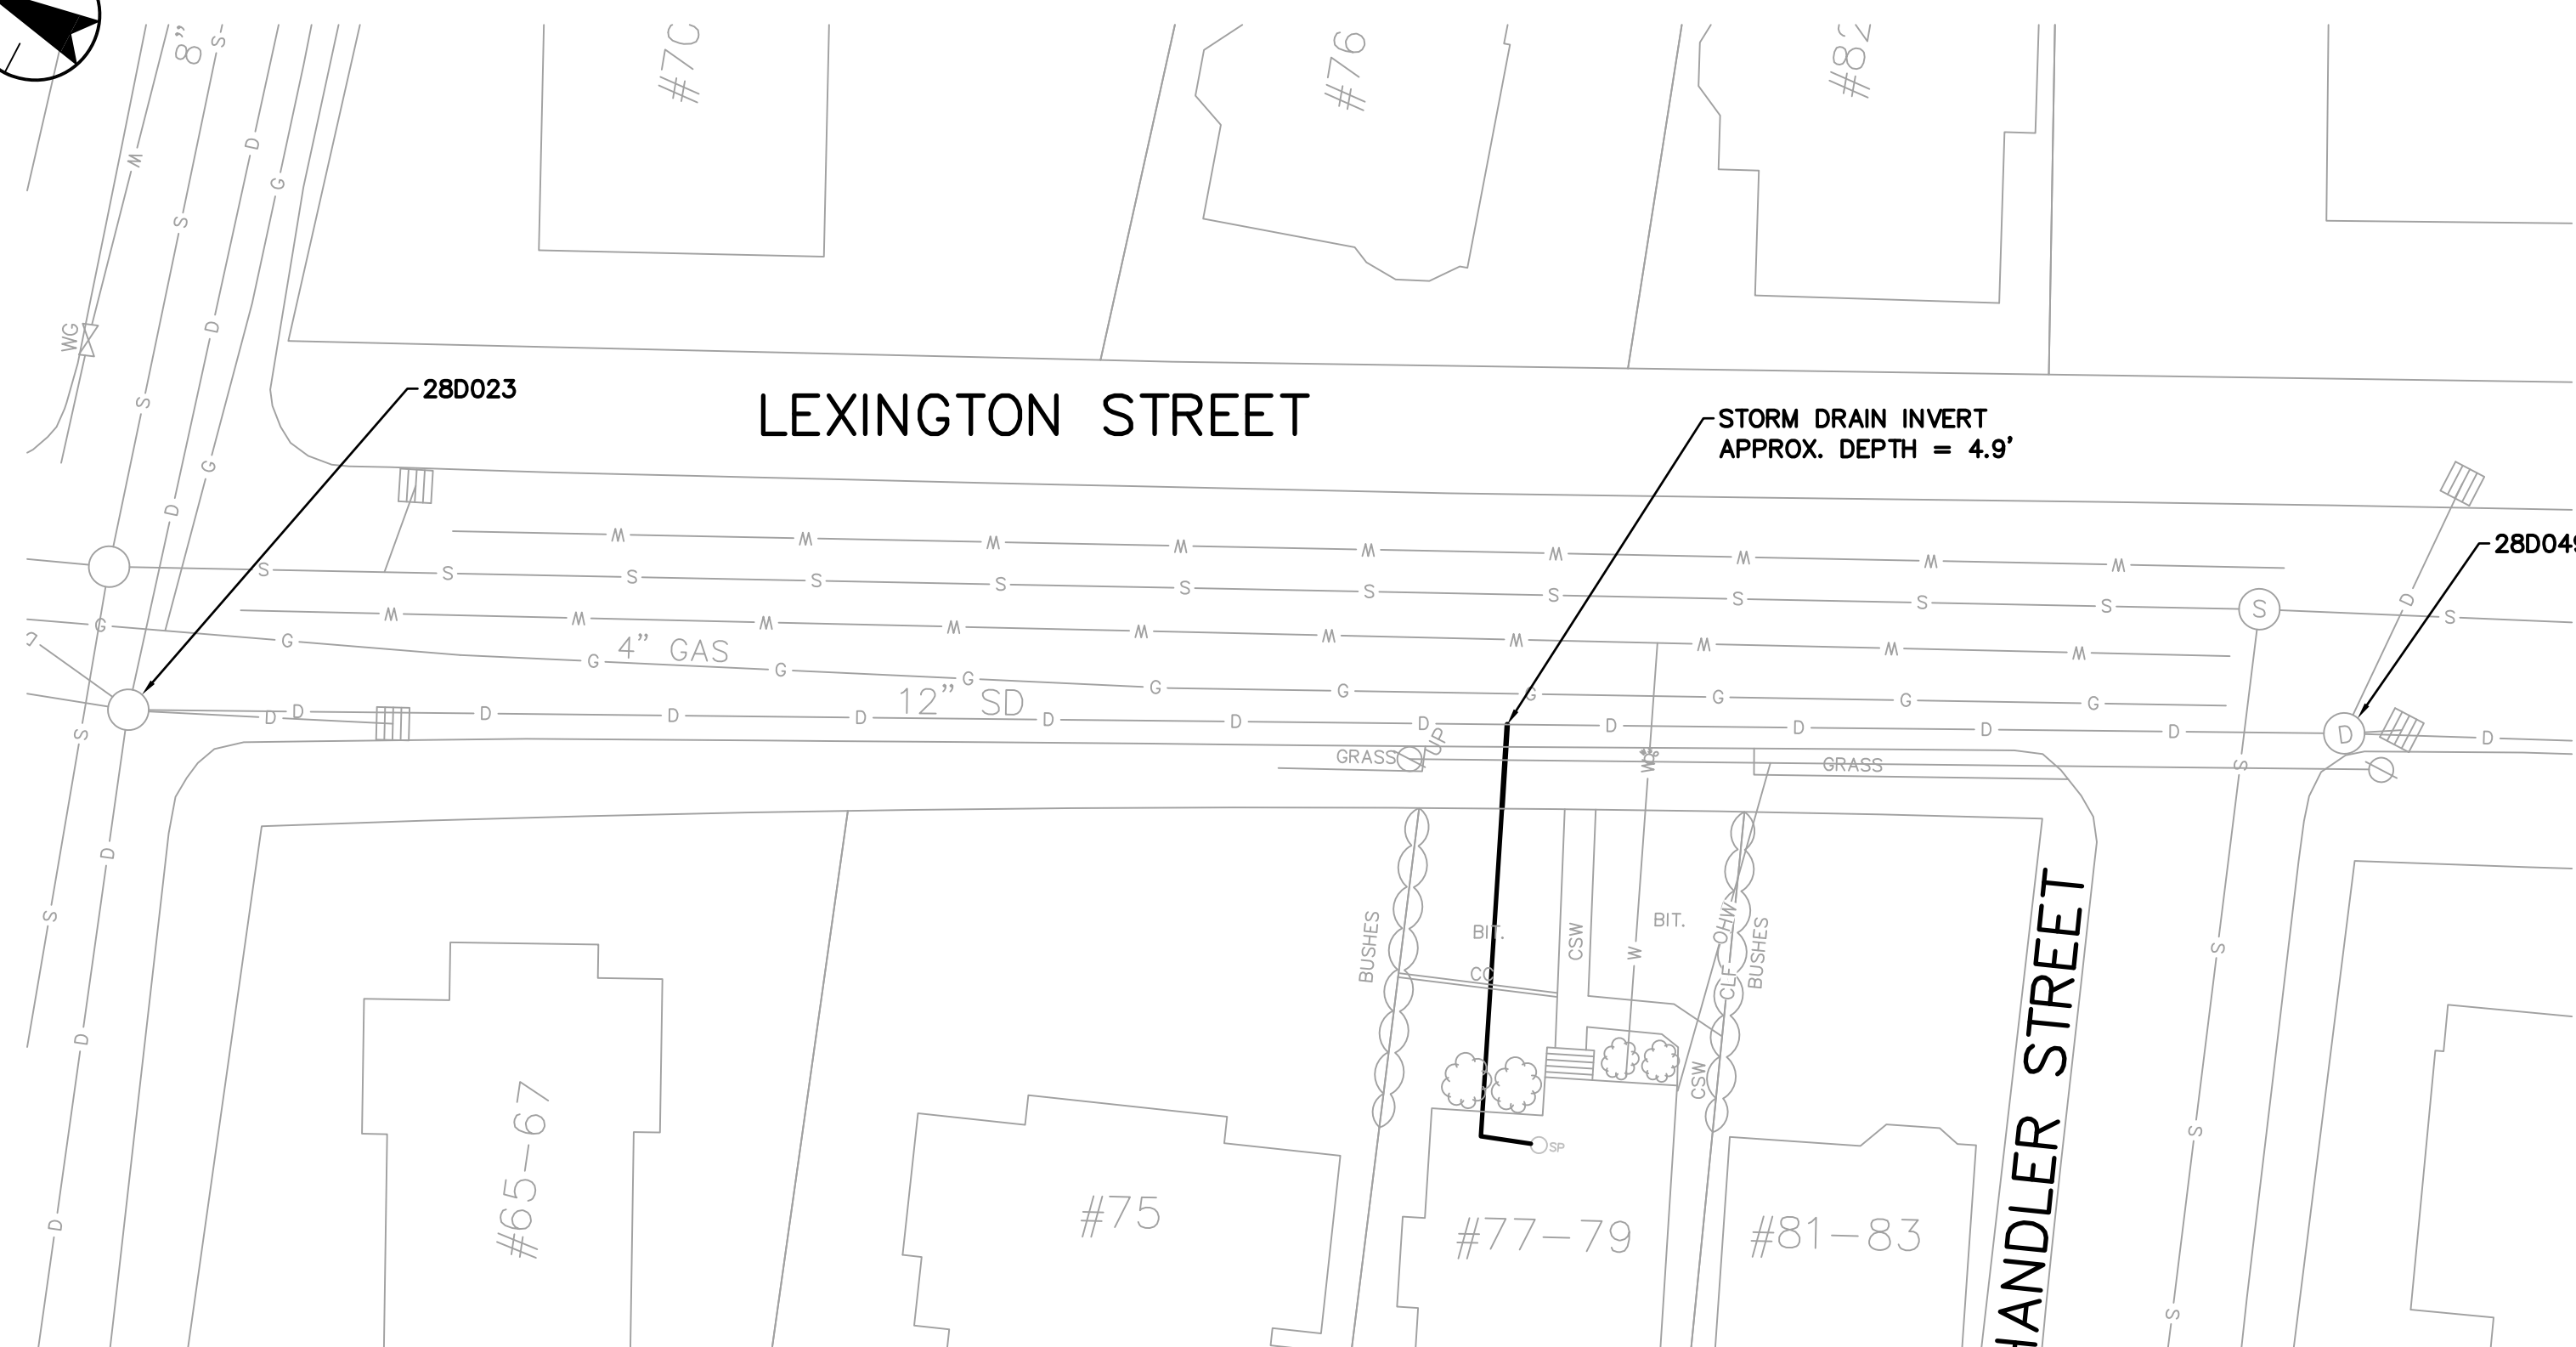 8"
#76
#82
WG
28D023
LEXINGTON STREET
STORM DRAIN INVERT
APPROX. DEPTH = 4.9'
W W W W W W W W W
S S S S S S S S S S S S
W W W W W W W W W W
4" GAS
G G G G G G G G G G G
12" SD
D D D D D D D D D D D D
UP
GRASS
GRASS
BUSHES
BIT.
CSW
BIT.
W
OHW
CLF
BUSHES
CSW
SP
#65-67
#75
#77-79
#81-83
HANDLER STREET